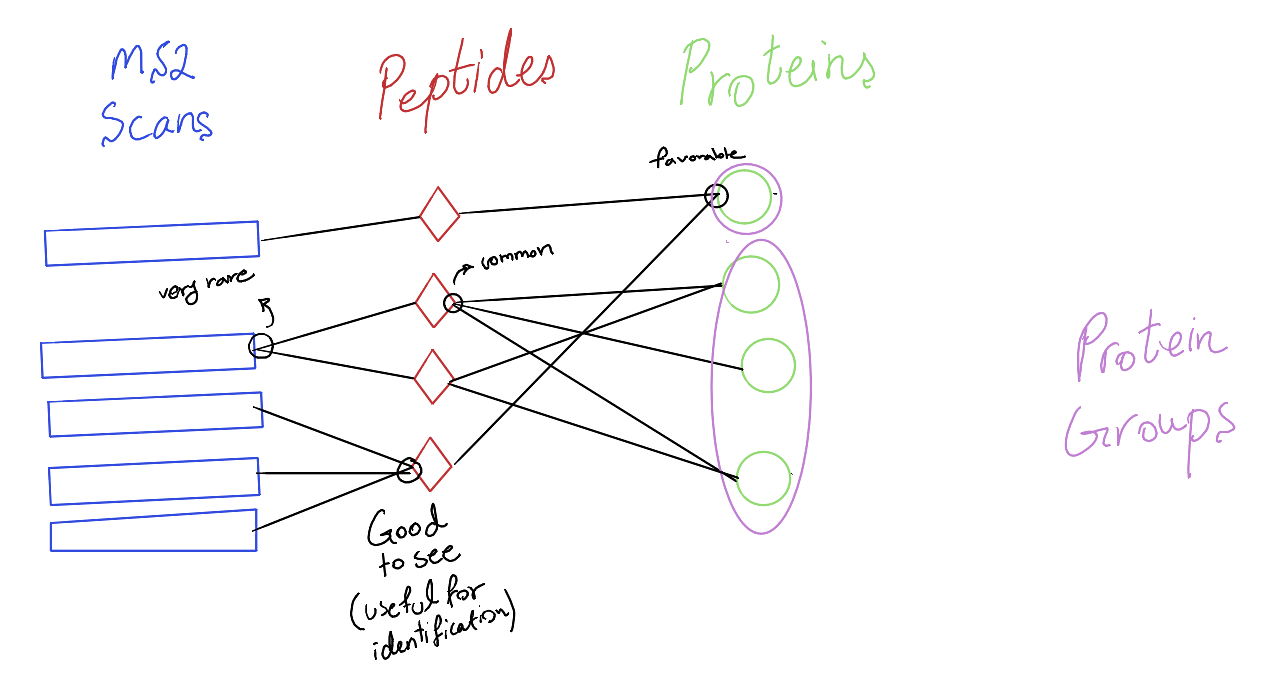 MS2
Scans
Peptides
Proteins
favorable
common
very rare
Protein
Groups
Good
to see
(useful for
identification)